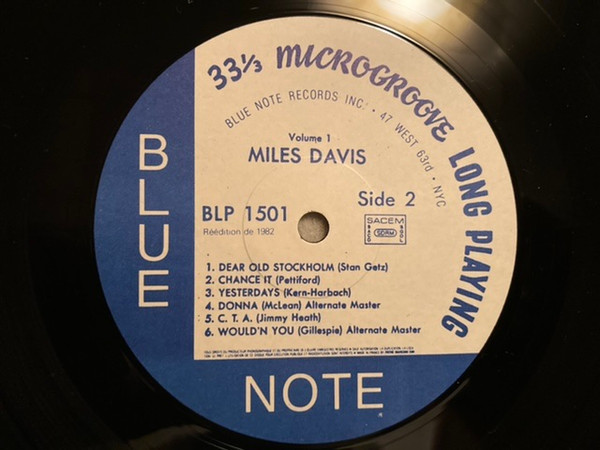 33⅓ MICROGROOVE LONG PLAYING
BLUE NOTE RECORDS INC. • 47 WEST 63rd • NYC
Volume 1
MILES DAVIS
BLP 1501
Side 2
Réédition de 1982
SACEM
SDRM
1. DEAR OLD STOCKHOLM (Stan Getz)
2. CHANCE IT (Pettiford)
3. YESTERDAYS (Kern-Harbach)
4. DONNA (McLean) Alternate Master
5. C. T. A. (Jimmy Heath)
6. WOULD'N YOU (Gillespie) Alternate Master
BLUE
NOTE